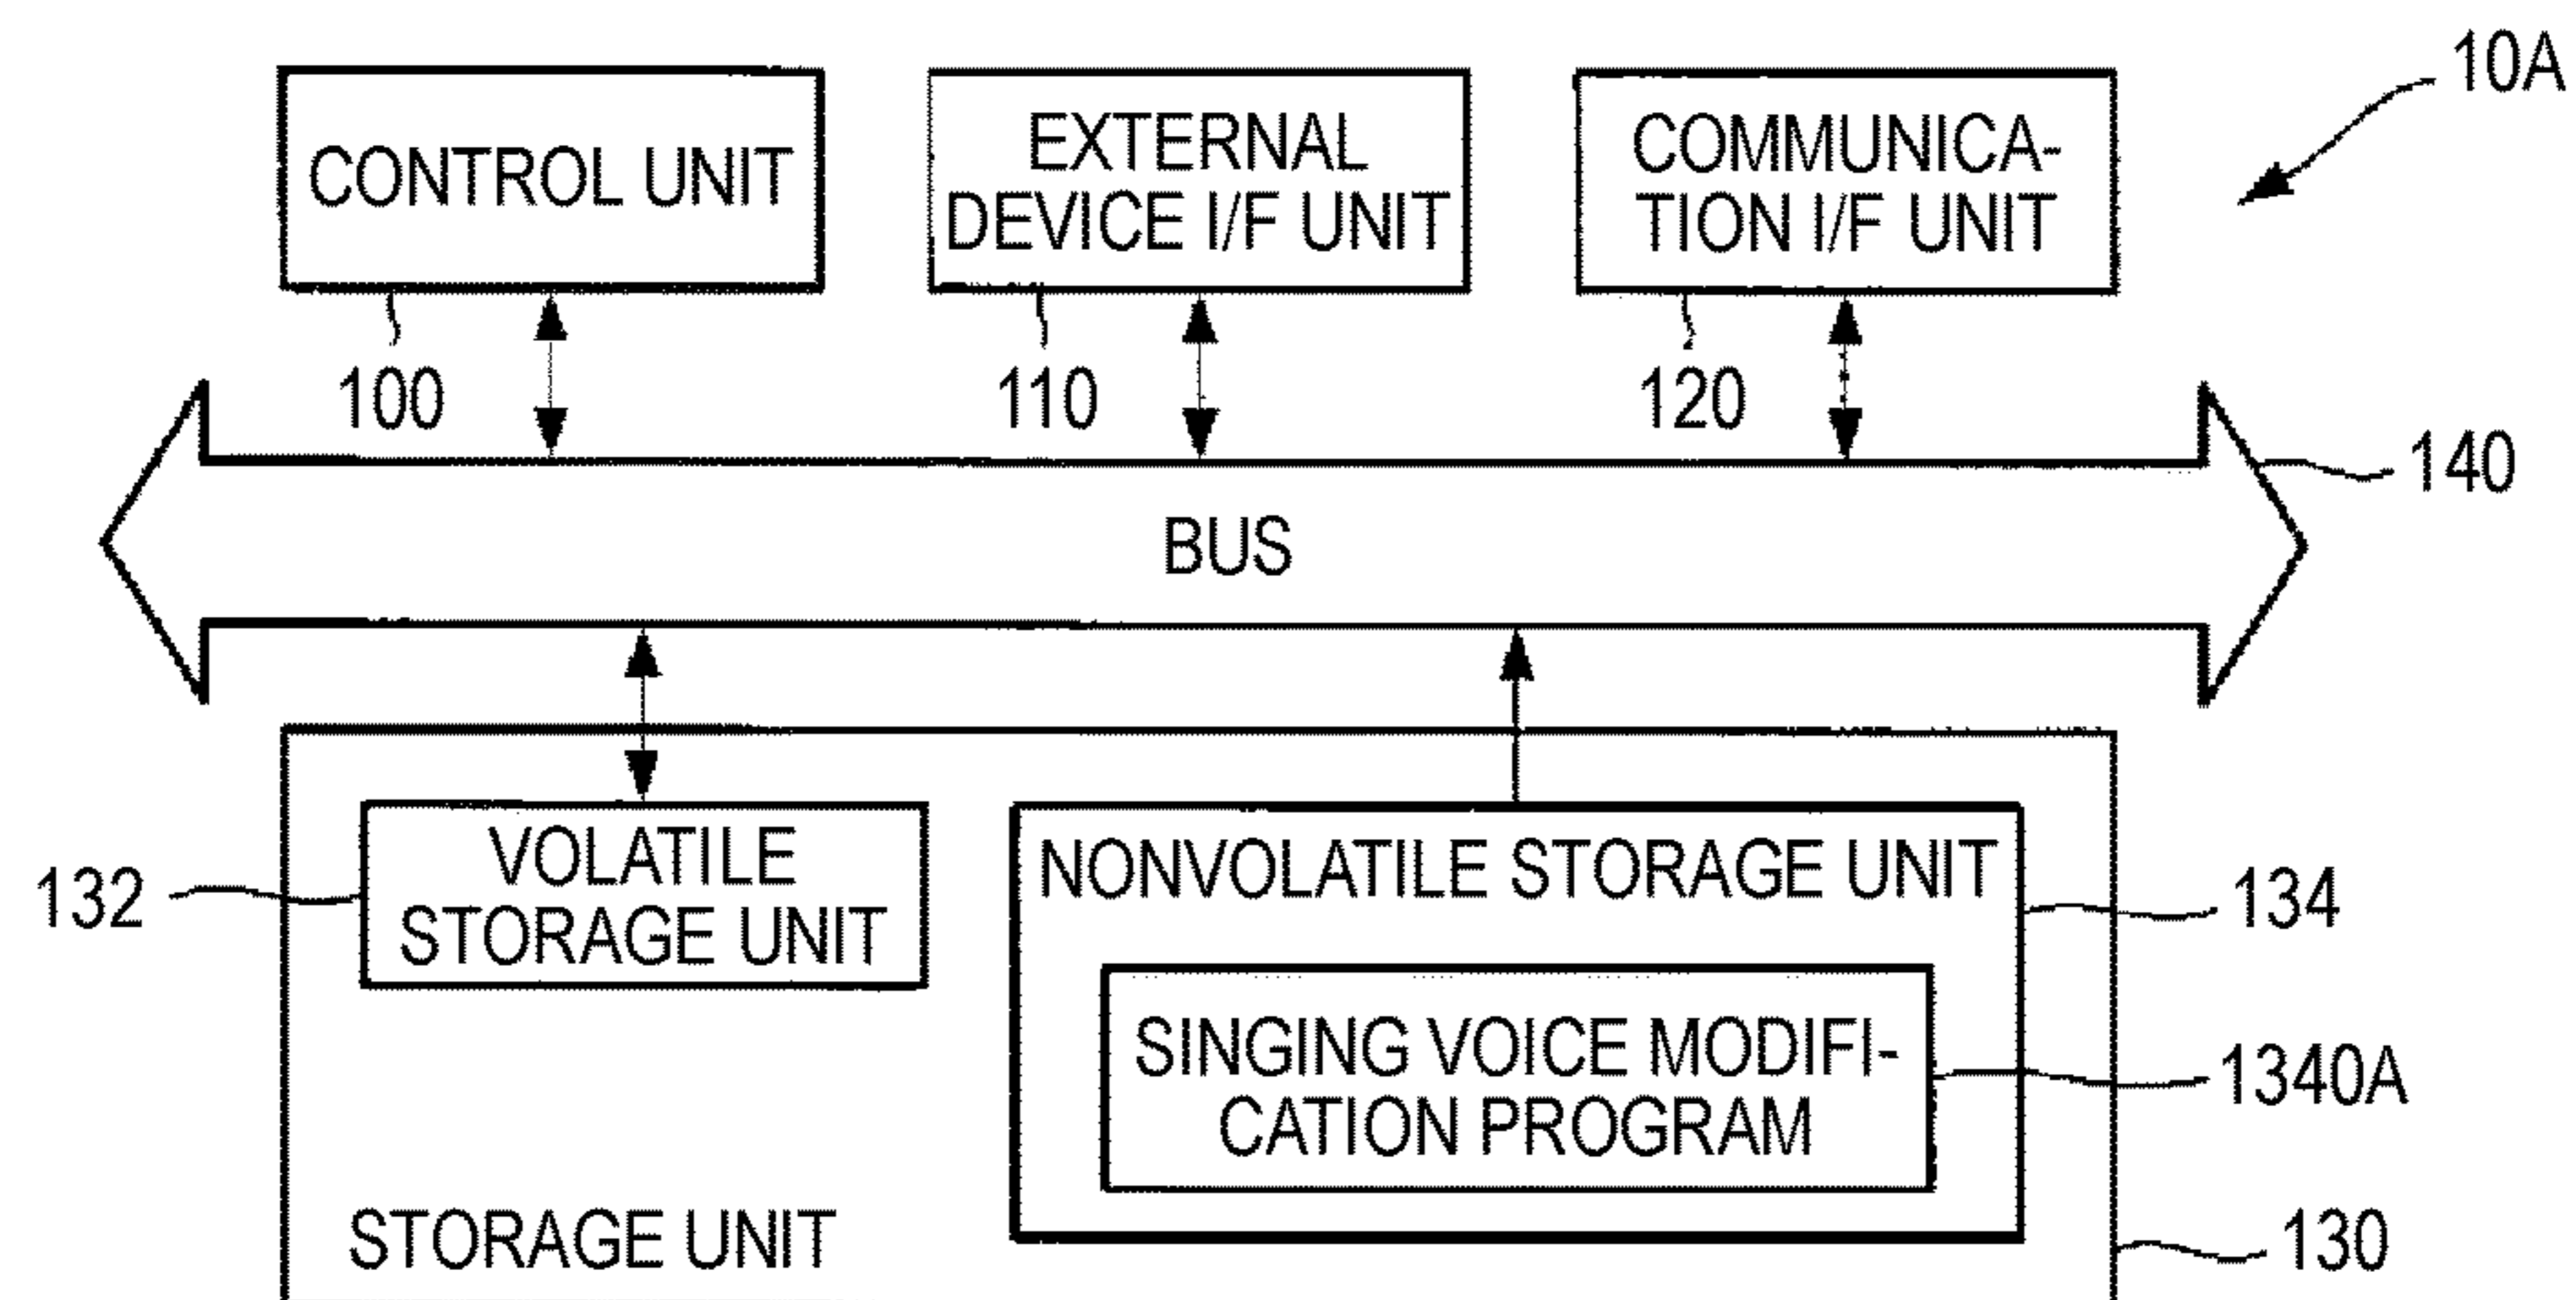 10A
CONTROL UNIT
EXTERNAL
DEVICE I/F UNIT
COMMUNICA-
TION I/F UNIT
100
110
120
140
BUS
132
VOLATILE
STORAGE UNIT
NONVOLATILE STORAGE UNIT
134
SINGING VOICE MODIFI-
CATION PROGRAM
1340A
STORAGE UNIT
130